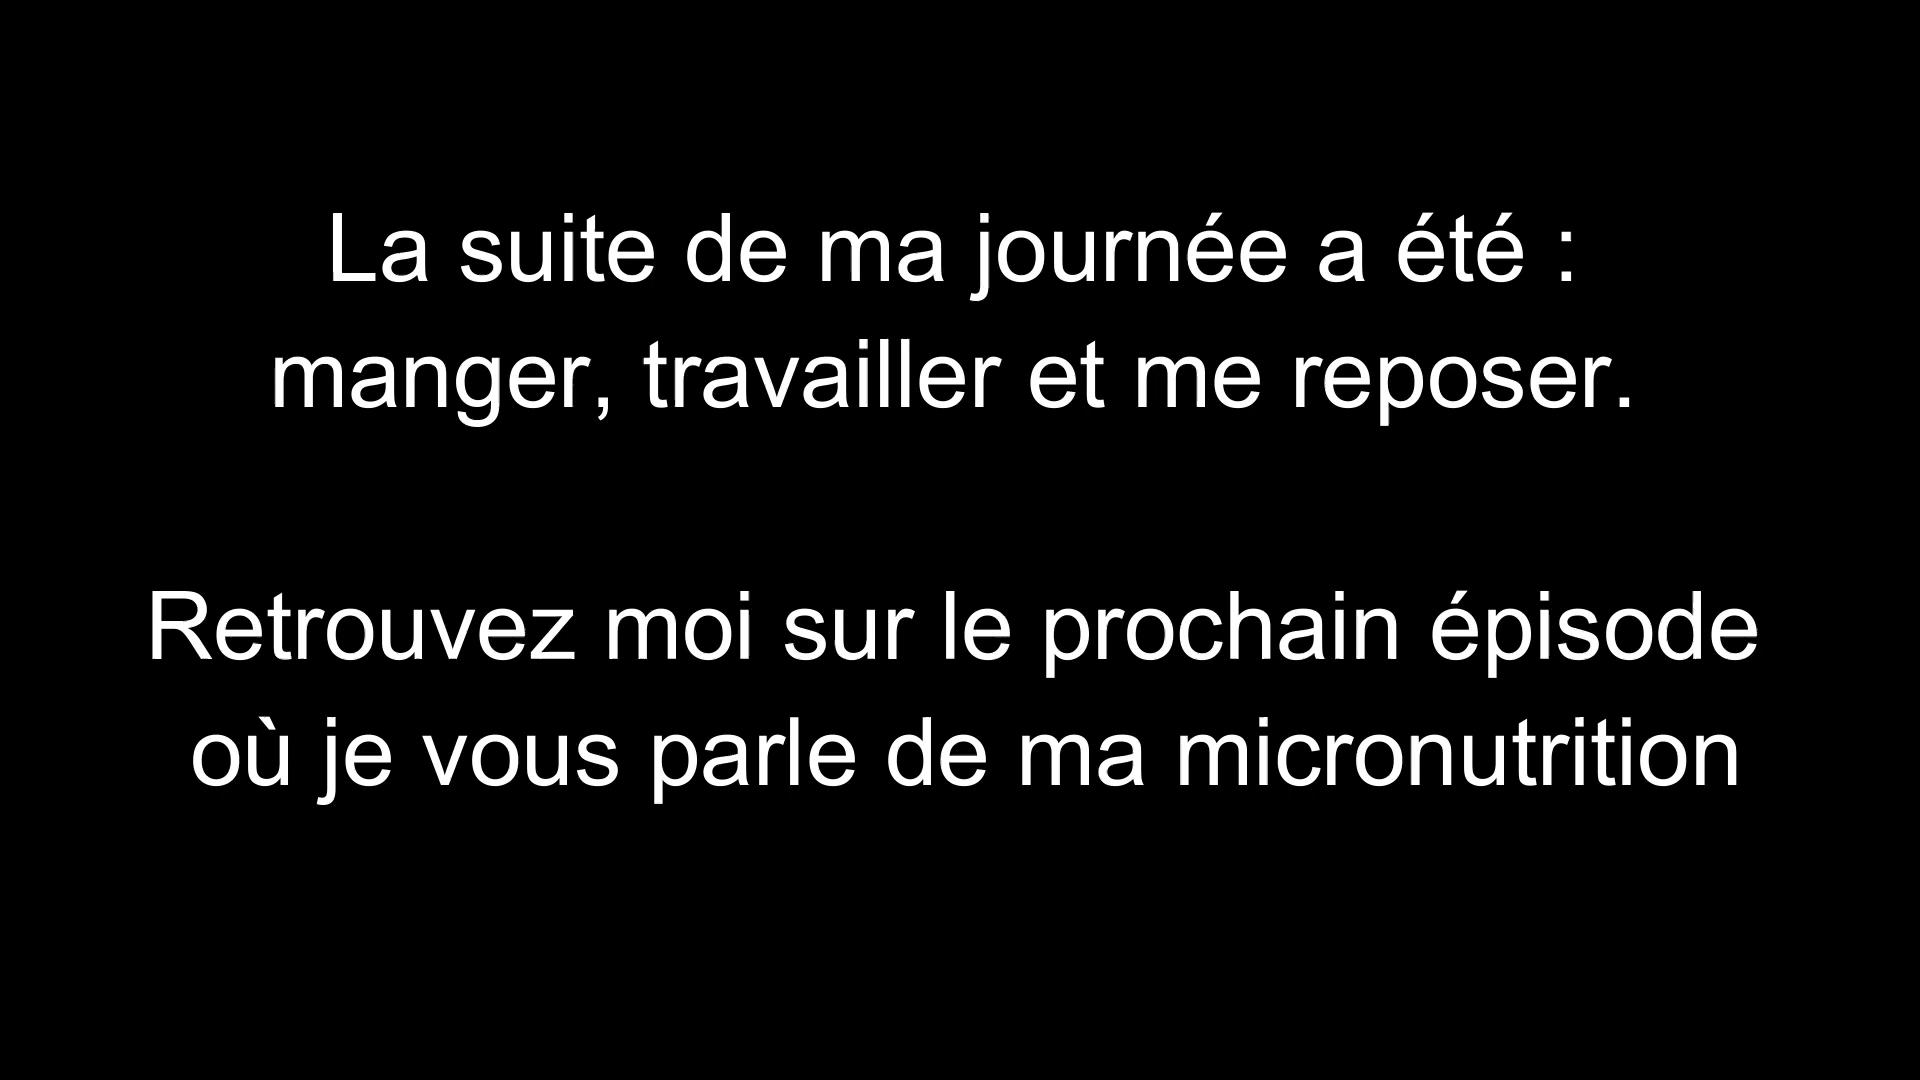 La suite de ma journée a été :
manger, travailler et me reposer.
Retrouvez moi sur le prochain épisode
où je vous parle de ma micronutrition